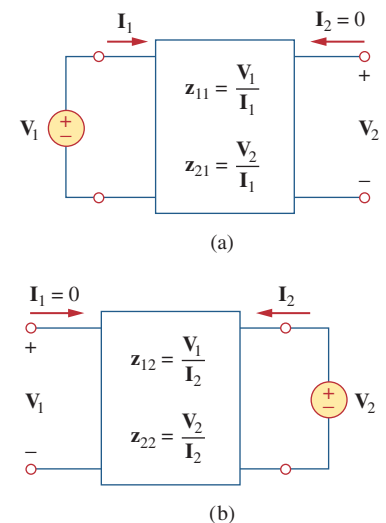 I₁ I₂ = 0
z₁₁ = V₁/I₁
+
V₁ + − V₂
z₂₁ = V₂/I₁
−
(a)
I₁ = 0 I₂
+
z₁₂ = V₁/I₂
V₁ + − V₂
z₂₂ = V₂/I₂
−
(b)